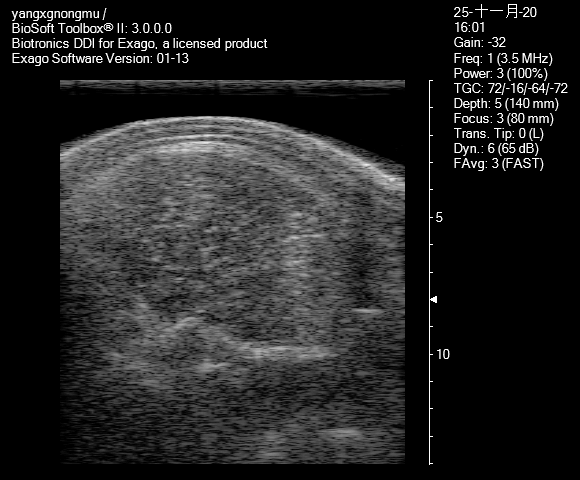 yangxgnongmu /
BioSoft Toolbox® II: 3.0.0.0
Biotronics DDI for Exago, a licensed product
Exago Software Version: 01-13
25-十一月-20
16:01
Gain: -32
Freq: 1 (3.5 MHz)
Power: 3 (100%)
TGC: 72/-16/-64/-72
Depth: 5 (140 mm)
Focus: 3 (80 mm)
Trans. Tip: 0 (L)
Dyn.: 6 (65 dB)
FAvg: 3 (FAST)
5
10